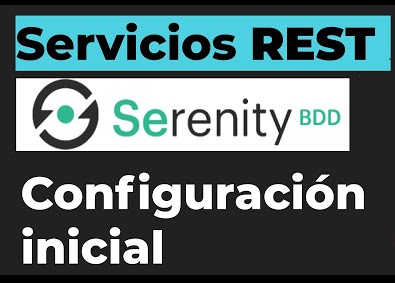 Servicios REST
Serenity BDD
Configuración
inicial